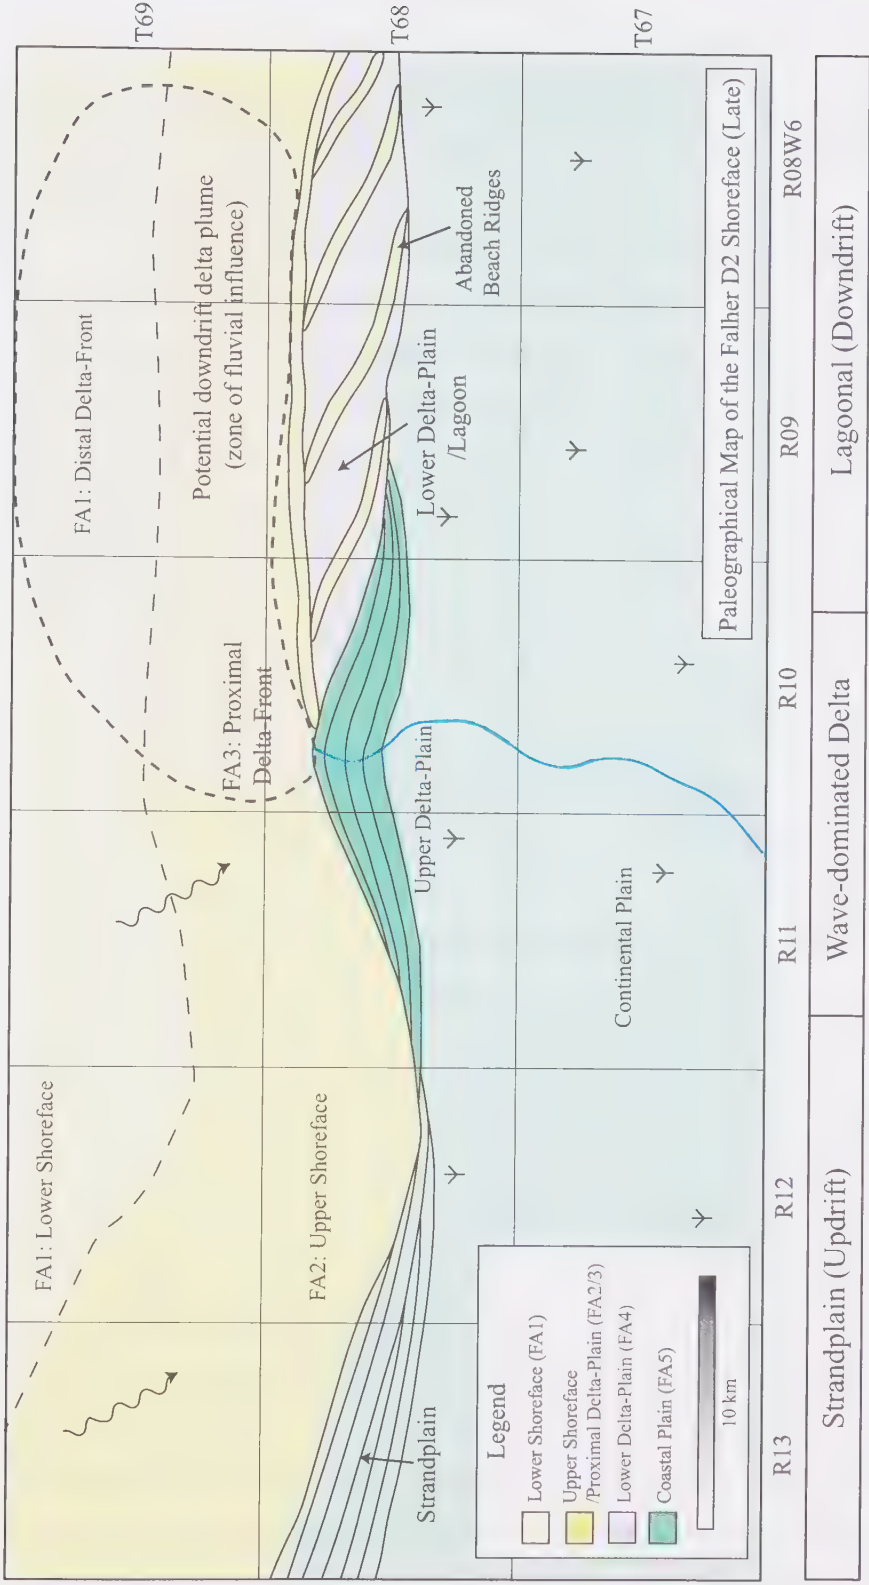 T69
T68
T67
FA1: Lower Shoreface
FA1: Distal Delta-Front
Potential downdrift delta plume
(zone of fluvial influence)
FA3: Proximal
Delta-Front
FA2: Upper Shoreface
Strandplain
Upper Delta-Plain
Lower Delta-Plain
/Lagoon
Abandoned
Beach Ridges
Continental Plain
Legend
Lower Shoreface (FA1)
Upper Shoreface
/Proximal Delta-Plain (FA2/3)
Lower Delta-Plain (FA4)
Coastal Plain (FA5)
10 km
Paleographical Map of the Falher D2 Shoreface (Late)
R13
R12
R11
R10
R09
R08W6
Strandplain (Updrift)
Wave-dominated Delta
Lagoonal (Downdrift)